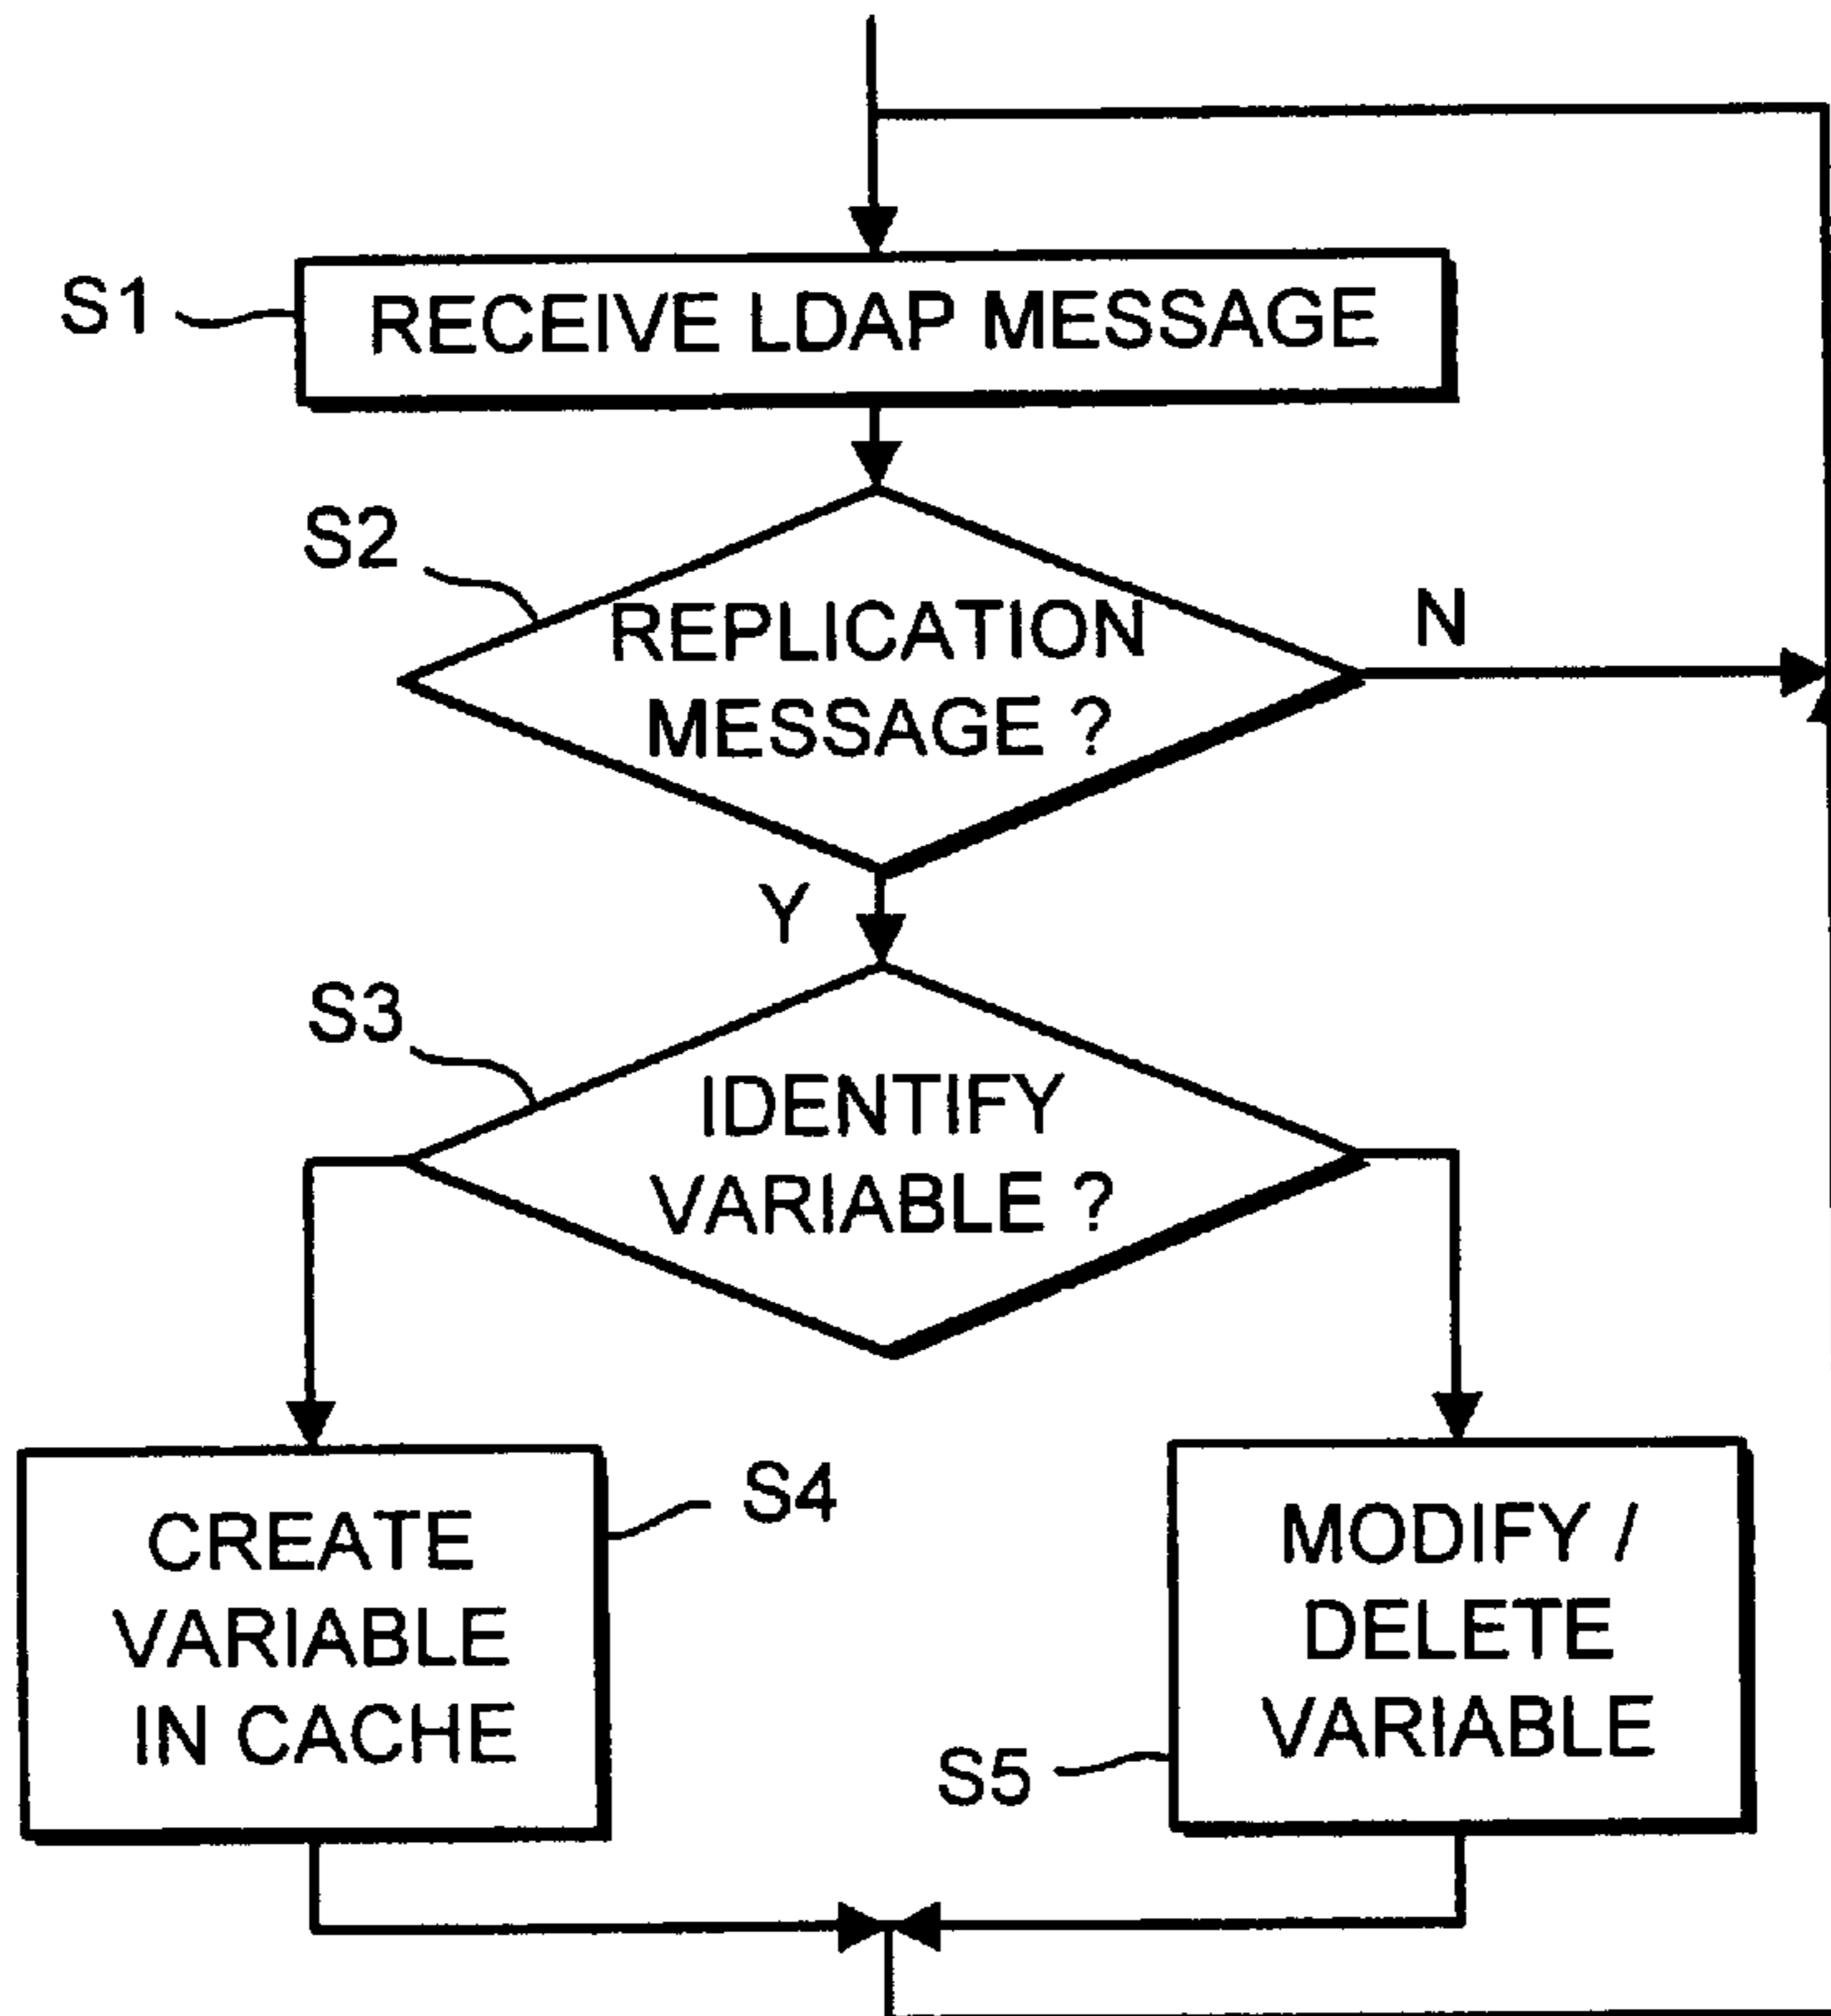 S1
RECEIVE LDAP MESSAGE
S2
REPLICATION
MESSAGE ?
N
Y
S3
IDENTIFY
VARIABLE ?
CREATE
VARIABLE
IN CACHE
S4
MODIFY /
DELETE
VARIABLE
S5